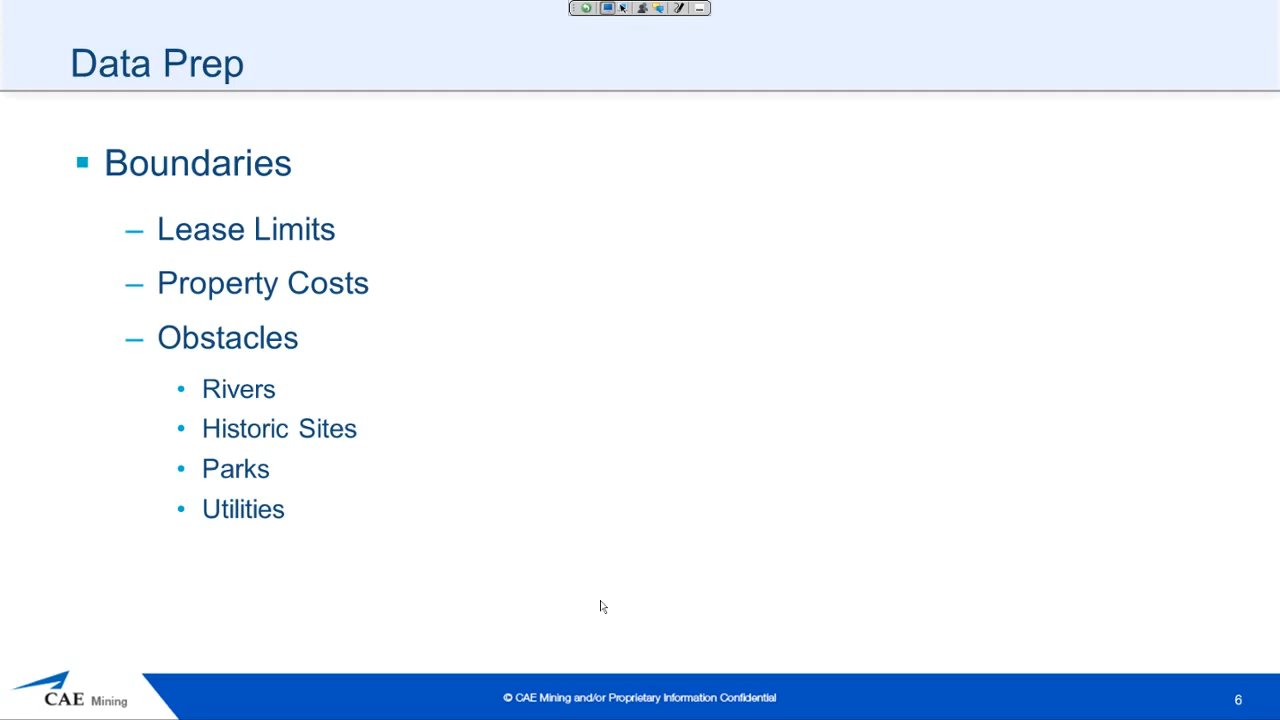 Data Prep
Boundaries
– Lease Limits
– Property Costs
– Obstacles
• Rivers
• Historic Sites
• Parks
• Utilities
CAE Mining
© CAE Mining and/or Proprietary Information Confidential
6